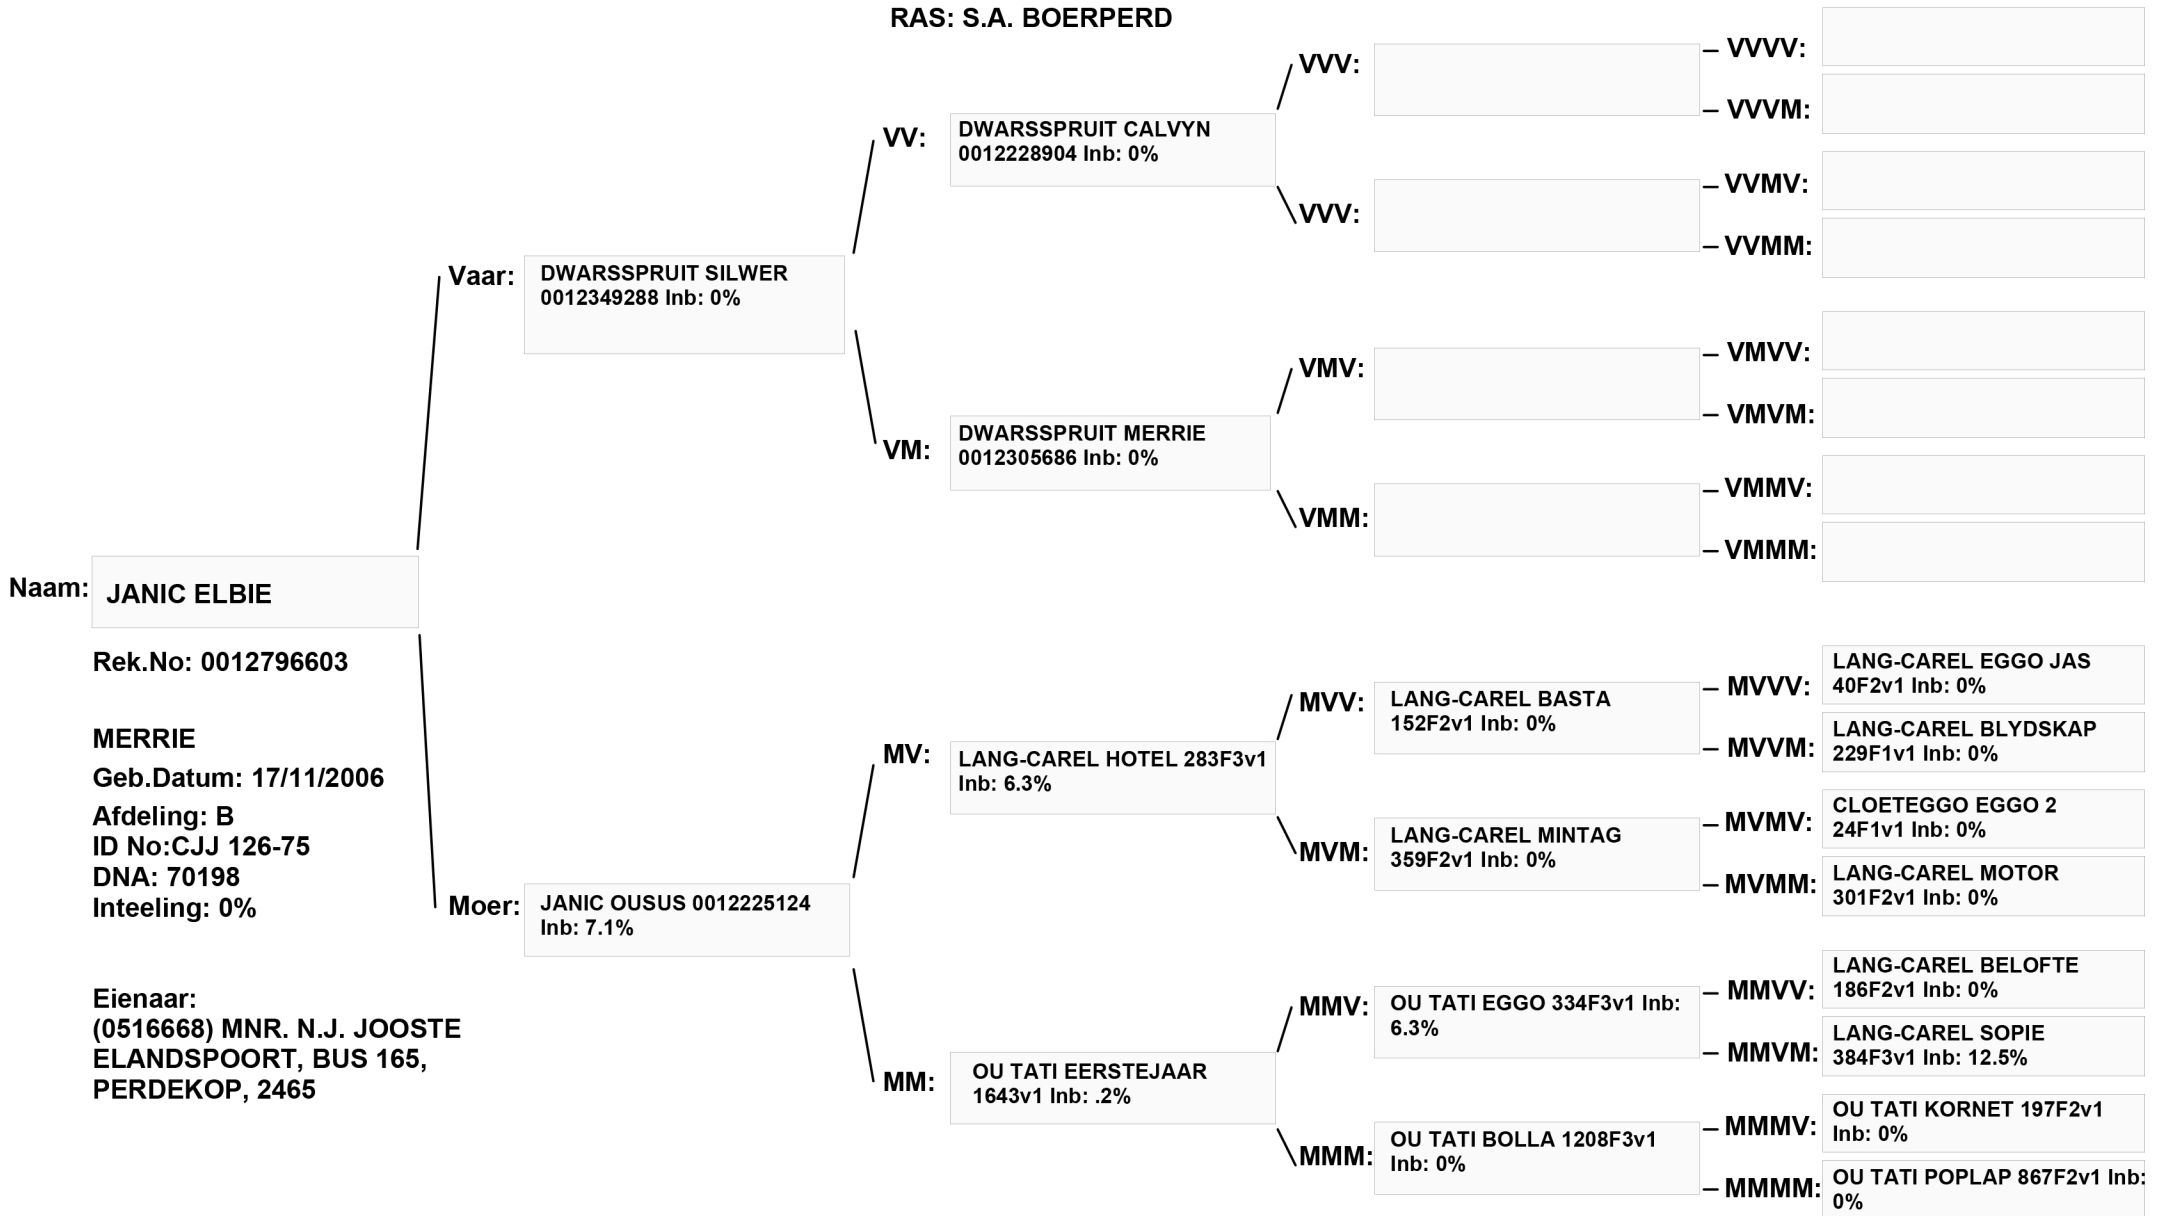 RAS: S.A. BOERPERD
Naam:
JANIC ELBIE
Rek.No: 0012796603
MERRIE
Geb.Datum: 17/11/2006
Afdeling: B
ID No:CJJ 126-75
DNA: 70198
Inteeling: 0%
Eienaar:
(0516668) MNR. N.J. JOOSTE
ELANDSPOORT, BUS 165,
PERDEKOP, 2465
Vaar:
DWARSSPRUIT SILWER
0012349288 Inb: 0%
Moer:
JANIC OUSUS 0012225124
Inb: 7.1%
VV:
DWARSSPRUIT CALVYN
0012228904 Inb: 0%
VM:
DWARSSPRUIT MERRIE
0012305686 Inb: 0%
MV:
LANG-CAREL HOTEL 283F3v1
Inb: 6.3%
MM:
OU TATI EERSTEJAAR
1643v1 Inb: .2%
VVV:
VVV:
VMV:
VMM:
MVV:
LANG-CAREL BASTA
152F2v1 Inb: 0%
MVM:
LANG-CAREL MINTAG
359F2v1 Inb: 0%
MMV:
OU TATI EGGO 334F3v1 Inb:
6.3%
MMM:
OU TATI BOLLA 1208F3v1
Inb: 0%
VVVV:
VVVM:
VVMV:
VVMM:
VMVV:
VMVM:
VMMV:
VMMM:
MVVV:
LANG-CAREL EGGO JAS
40F2v1 Inb: 0%
MVVM:
LANG-CAREL BLYDSKAP
229F1v1 Inb: 0%
MVMV:
CLOETEGGO EGGO 2
24F1v1 Inb: 0%
MVMM:
LANG-CAREL MOTOR
301F2v1 Inb: 0%
MMVV:
LANG-CAREL BELOFTE
186F2v1 Inb: 0%
MMVM:
LANG-CAREL SOPIE
384F3v1 Inb: 12.5%
MMMV:
OU TATI KORNET 197F2v1
Inb: 0%
MMMM:
OU TATI POPLAP 867F2v1 Inb:
0%